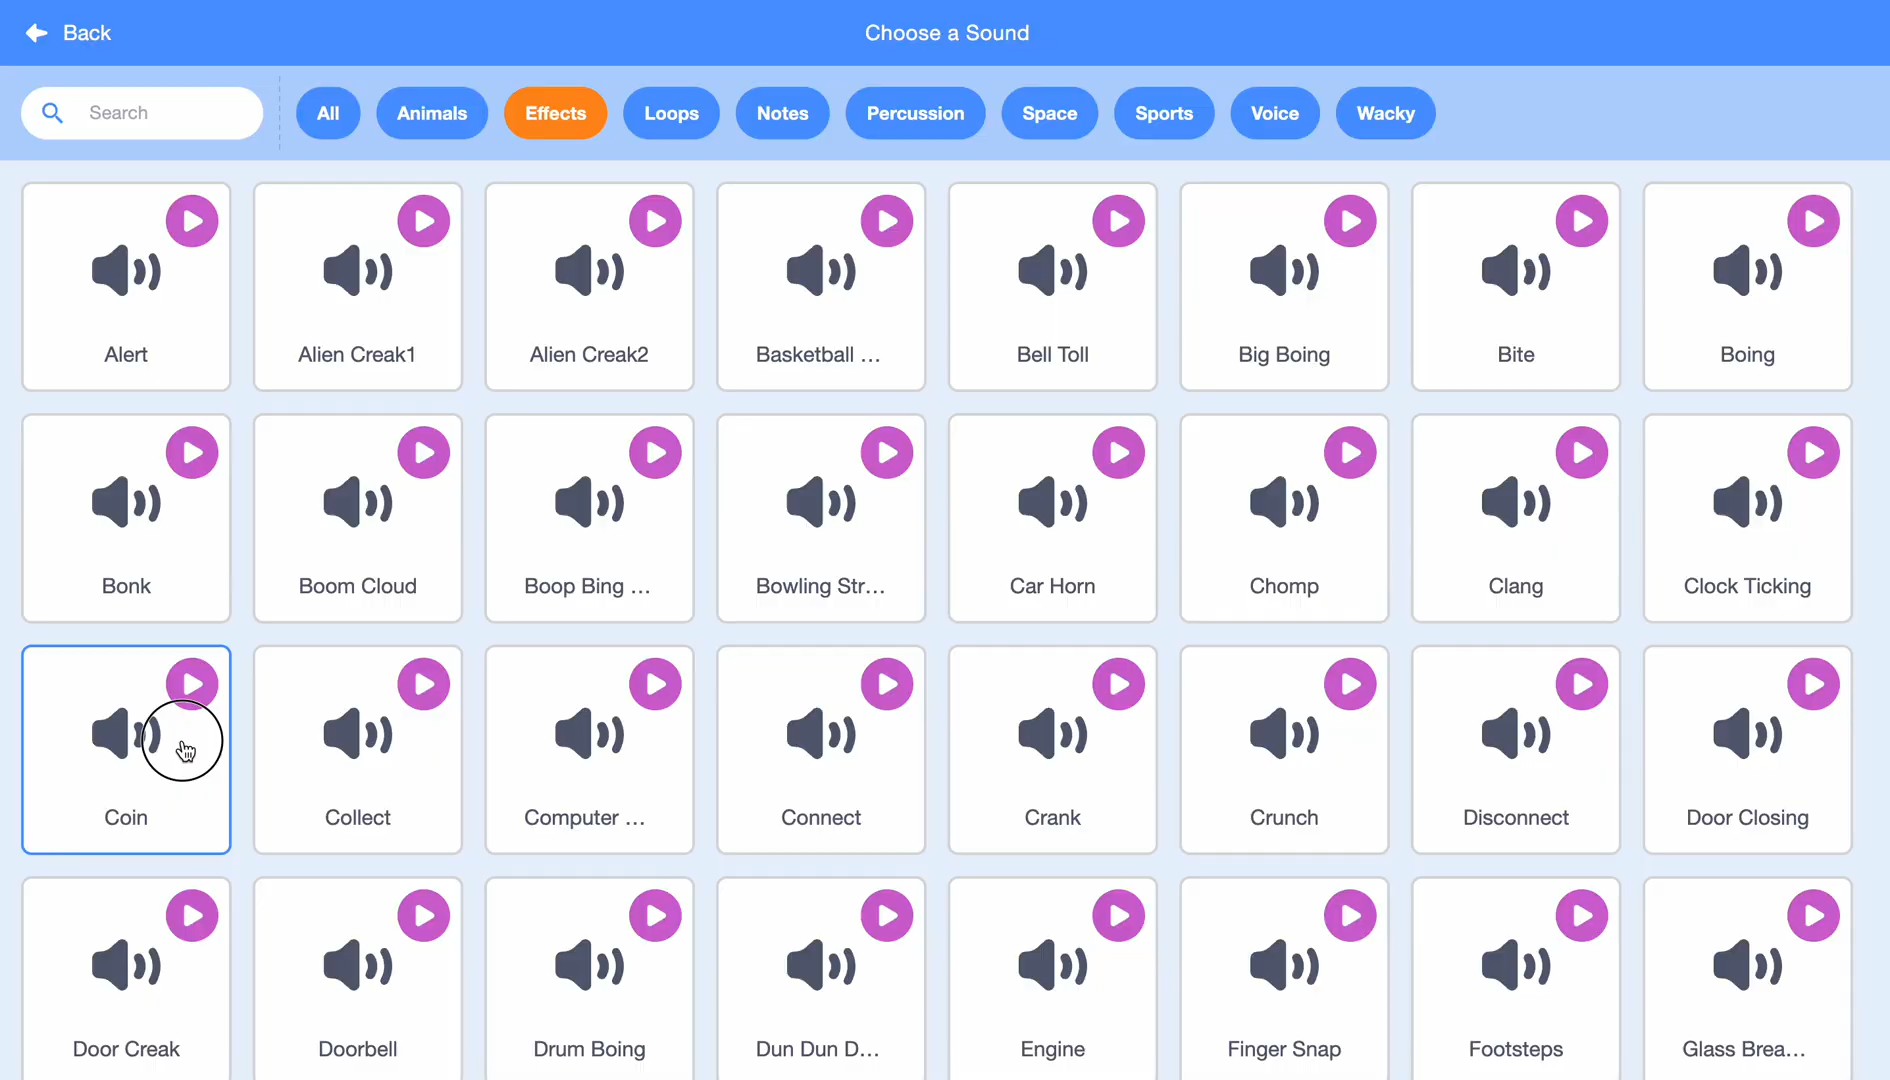 Back
Choose a Sound
Search
All
Animals
Effects
Loops
Notes
Percussion
Space
Sports
Voice
Wacky
Alert
Alien Creak1
Alien Creak2
Basketball ...
Bell Toll
Big Boing
Bite
Boing
Bonk
Boom Cloud
Boop Bing ...
Bowling Str...
Car Horn
Chomp
Clang
Clock Ticking
Coin
Collect
Computer ...
Connect
Crank
Crunch
Disconnect
Door Closing
Door Creak
Doorbell
Drum Boing
Dun Dun D...
Engine
Finger Snap
Footsteps
Glass Brea...